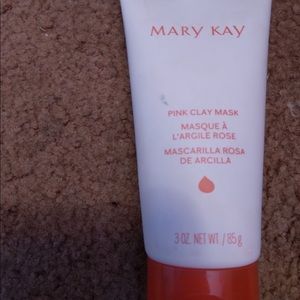 MARY KAY
PINK CLAY MASK
MASQUE À
L'ARGILE ROSE
MASCARILLA ROSA
DE ARCILLA
3 OZ. NET WT. / 85 g